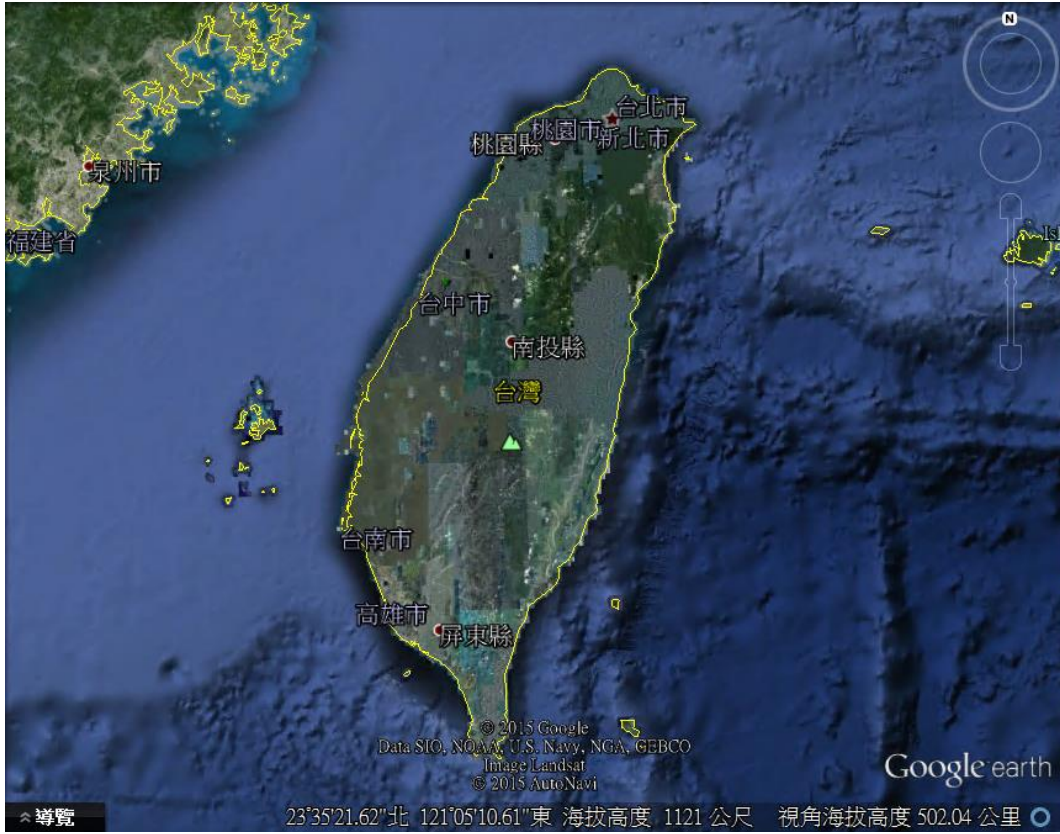 N
台北市
桃園市
桃園縣
新北市
泉州市
福建省
Isl
台中市
南投縣
台灣
台南市
高雄市
屏東縣
© 2015 Google
Data SIO, NOAA, U.S. Navy, NGA, GEBCO
Image Landsat
© 2015 AutoNavi
Google earth
導覽
23°35'21.62"北 121°05'10.61"東 海拔高度 1121 公尺 視角海拔高度 502.04 公里